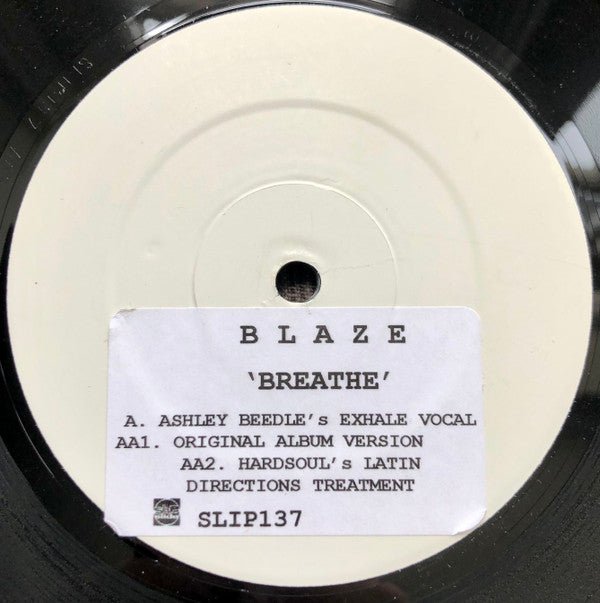 B L A Z E
'BREATHE'
A. ASHLEY BEEDLE's EXHALE VOCAL
AA1. ORIGINAL ALBUM VERSION
AA2. HARDSOUL's LATIN
DIRECTIONS TREATMENT
SLIP137